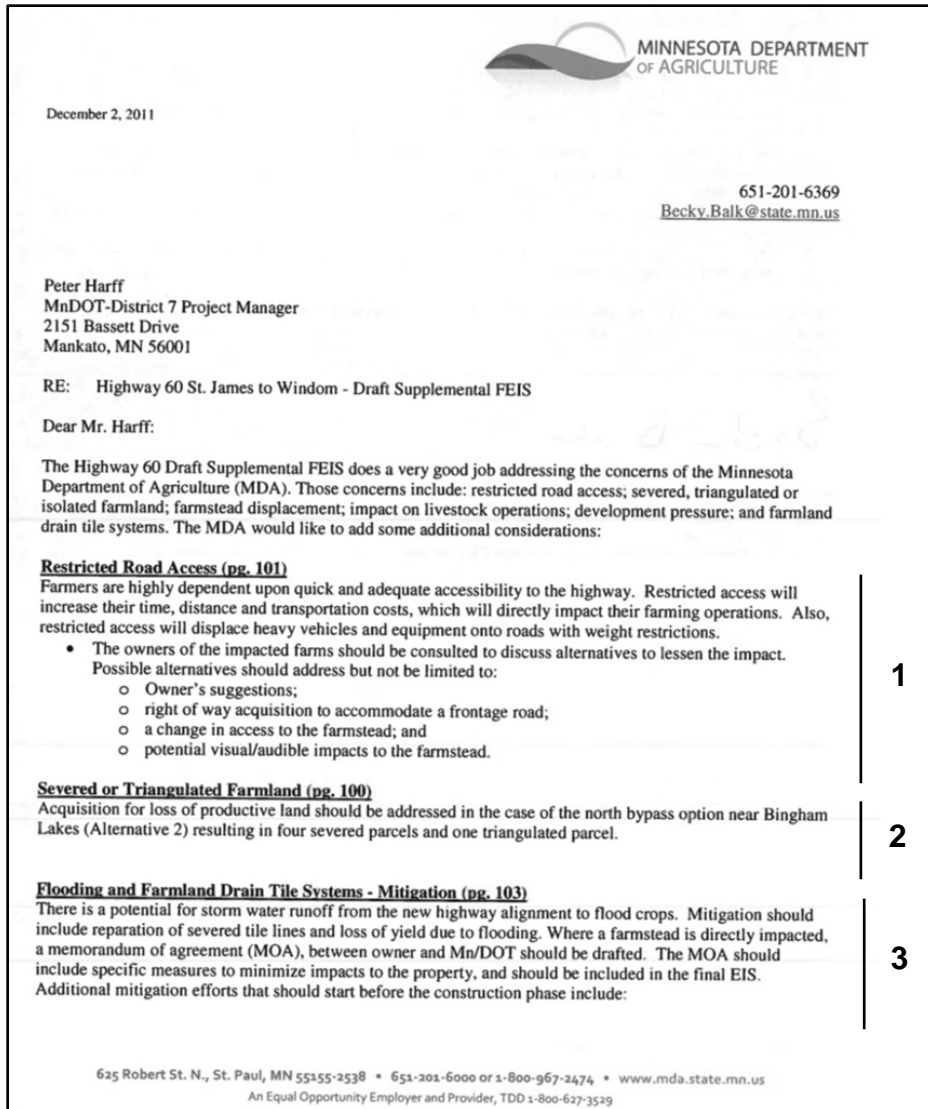 MINNESOTA DEPARTMENT
OF AGRICULTURE
December 2, 2011
651-201-6369
Becky.Balk@state.mn.us
Peter Harff
MnDOT-District 7 Project Manager
2151 Bassett Drive
Mankato, MN 56001
RE: Highway 60 St. James to Windom - Draft Supplemental FEIS
Dear Mr. Harff:
The Highway 60 Draft Supplemental FEIS does a very good job addressing the concerns of the Minnesota
Department of Agriculture (MDA). Those concerns include: restricted road access; severed, triangulated or
isolated farmland; farmstead displacement; impact on livestock operations; development pressure; and farmland
drain tile systems. The MDA would like to add some additional considerations:
Restricted Road Access (pg. 101)
Farmers are highly dependent upon quick and adequate accessibility to the highway. Restricted access will
increase their time, distance and transportation costs, which will directly impact their farming operations. Also,
restricted access will displace heavy vehicles and equipment onto roads with weight restrictions.
• The owners of the impacted farms should be consulted to discuss alternatives to lessen the impact.
Possible alternatives should address but not be limited to:
o Owner's suggestions;
o right of way acquisition to accommodate a frontage road;
o a change in access to the farmstead; and
o potential visual/audible impacts to the farmstead.
1
Severed or Triangulated Farmland (pg. 100)
Acquisition for loss of productive land should be addressed in the case of the north bypass option near Bingham
Lakes (Alternative 2) resulting in four severed parcels and one triangulated parcel.
2
Flooding and Farmland Drain Tile Systems - Mitigation (pg. 103)
There is a potential for storm water runoff from the new highway alignment to flood crops. Mitigation should
include reparation of severed tile lines and loss of yield due to flooding. Where a farmstead is directly impacted,
a memorandum of agreement (MOA), between owner and Mn/DOT should be drafted. The MOA should
include specific measures to minimize impacts to the property, and should be included in the final EIS.
Additional mitigation efforts that should start before the construction phase include:
3
625 Robert St. N., St. Paul, MN 55155-2538 • 651-201-6000 or 1-800-967-2474 • www.mda.state.mn.us
An Equal Opportunity Employer and Provider, TDD 1-800-627-3529